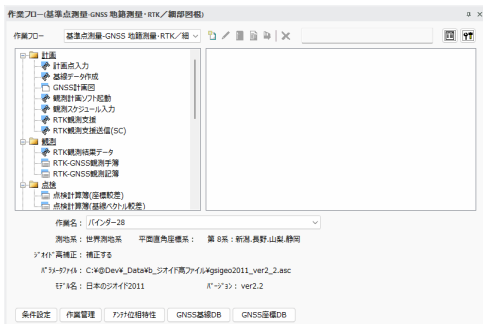 作業フロー(基準点測量-GNSS 地籍測量・RTK／細部図根)
作業フロー 基準点測量-GNSS 地籍測量・RTK／細
計画
計画点入力
基線データ作成
GNSS計画図
観測計画ソフト起動
観測スケジュール入力
RTK観測支援
RTK観測支援送信(SC)
観測
RTK観測結果データ
RTK-GNSS観測手簿
RTK-GNSS観測記簿
点検
点検計算簿(座標較差)
点検計算簿(基線ベクトル較差)
作業名： バインダー28
測地系： 世界測地系 平面直角座標系： 第 8系：新潟.長野.山梨.静岡
ｼﾞｵｲﾄﾞ高補正： 補正する
ﾊﾟﾗﾒｰﾀﾌｧｲﾙ： C:¥@Dev¥_Data¥b_ジオイド高ファイル¥gsigeo2011_ver2_2.asc
ﾓﾃﾞﾙ名： 日本のジオイド2011 ﾊﾞｰｼﾞｮﾝ： ver2.2
条件設定 作業管理 ｱﾝﾃﾅ位相特性 GNSS基線DB GNSS座標DB